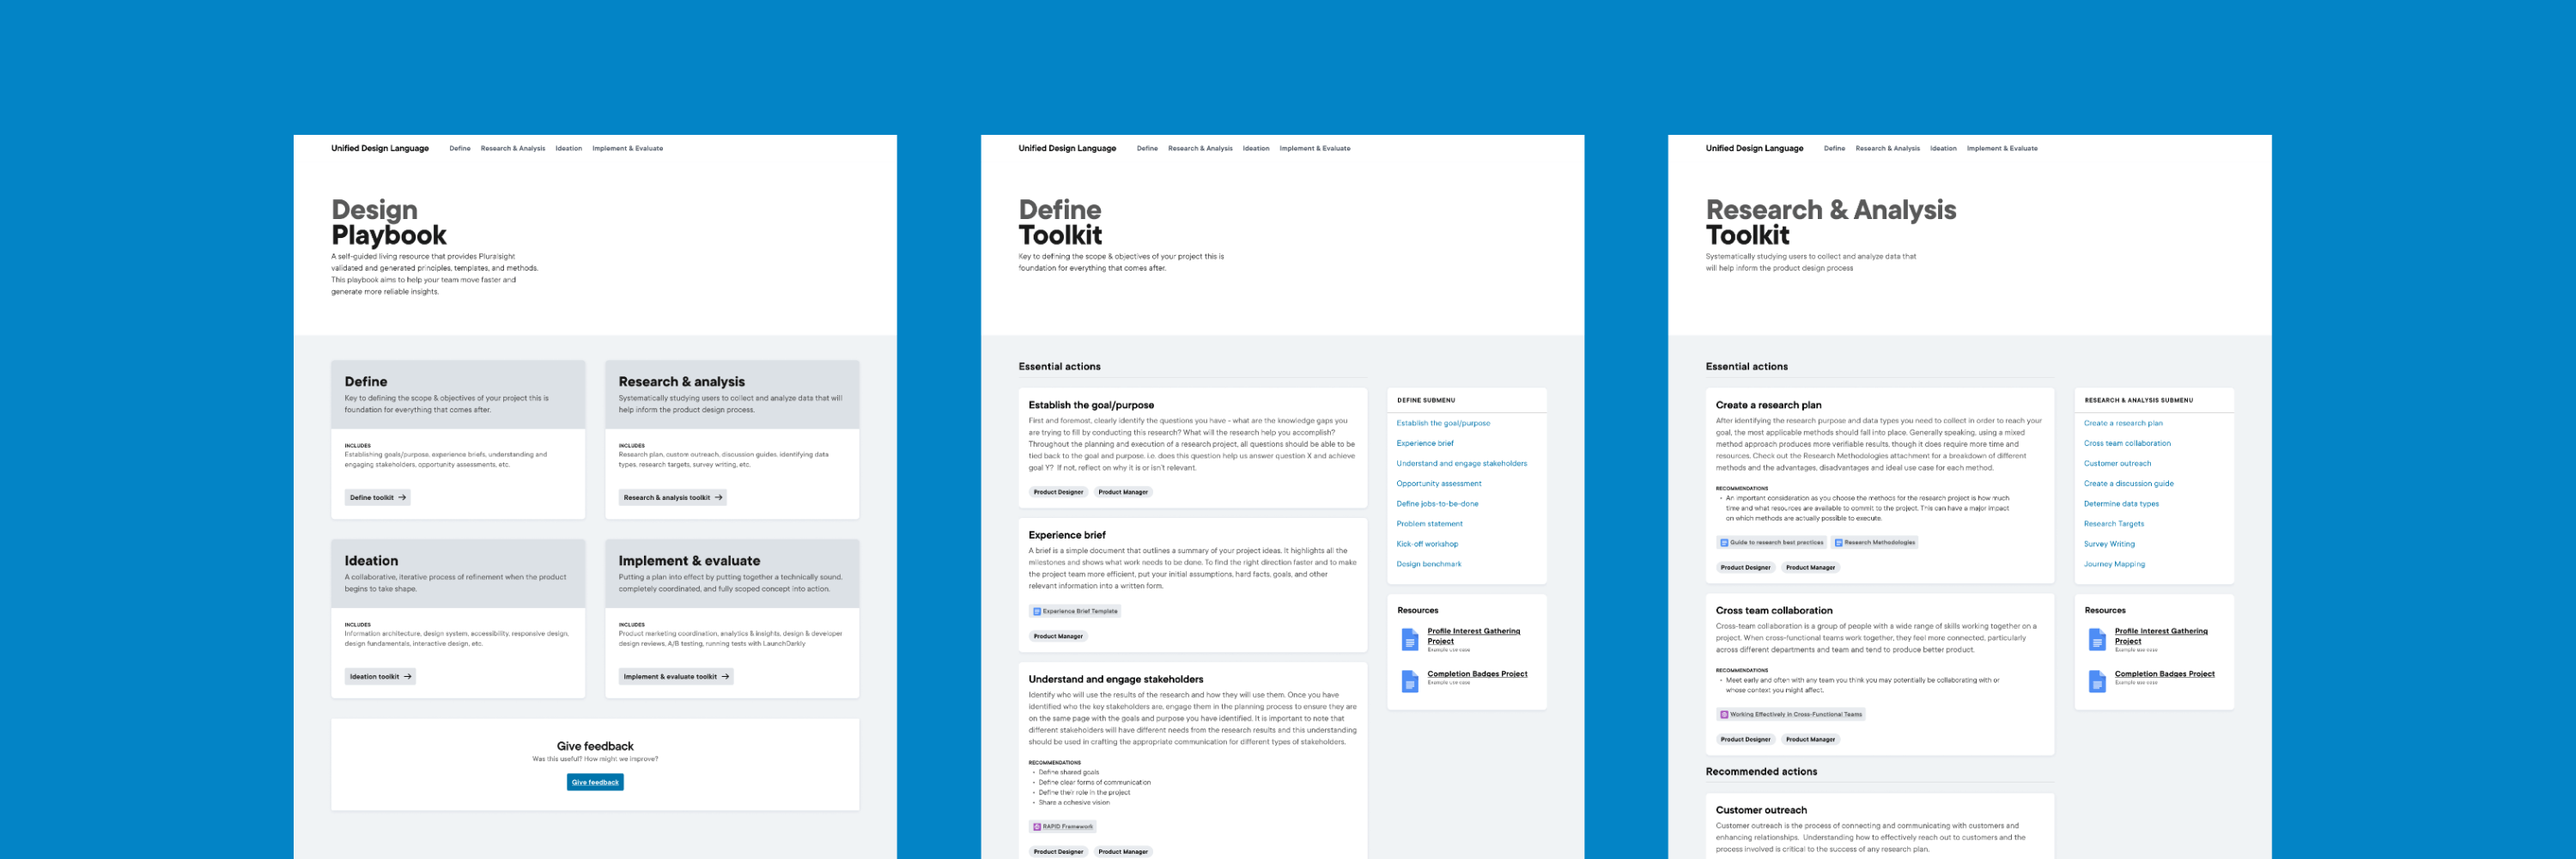 Unified Design Language Define Research & Analysis Ideation Implement & Evaluate
Design
Playbook
A self-guided living resource that provides Pluralsight
validated and generated principles, templates, and methods.
This playbook aims to help your team move faster and
generate more reliable insights.
Define
Key to defining the scope & objectives of your project this is
foundation for everything that comes after.
INCLUDES
Establishing goals/purpose, experience briefs, understanding and
engaging stakeholders, opportunity assessments, etc.
Define toolkit →
Research & analysis
Systematically studying users to collect and analyze data that will
help inform the product design process.
INCLUDES
Research plan, custom outreach, discussion guides, identifying data
types, research targets, survey writing, etc.
Research & analysis toolkit →
Ideation
A collaborative, iterative process of refinement when the product
begins to take shape.
INCLUDES
Information architecture, design system, accessibility, responsive design,
design fundamentals, interactive design, etc.
Ideation toolkit →
Implement & evaluate
Putting a plan into effect by putting together a technically sound,
completely coordinated, and fully scoped concept into action.
INCLUDES
Product marketing coordination, analytics & insights, design & developer
design reviews, A/B testing, running tests with LaunchDarkly
Implement & evaluate toolkit →
Give feedback
Was this useful? How might we improve?
Give feedback
Unified Design Language Define Research & Analysis Ideation Implement & Evaluate
Define
Toolkit
Key to defining the scope & objectives of your project this is
foundation for everything that comes after.
Essential actions
Establish the goal/purpose
First and foremost, clearly identify the questions you have - what are the knowledge gaps you
are trying to fill by conducting this research? What will the research help you accomplish?
Throughout the planning and execution of a research project, all questions should be able to be
tied back to the goal and purpose. i.e. does this question help us answer question X and achieve
goal Y? If not, reflect on why it is or isn't relevant.
Product Designer Product Manager
Experience brief
A brief is a simple document that outlines a summary of your project ideas. It highlights all the
milestones and shows what work needs to be done. To find the right direction faster and to make
the project team more efficient, put your initial assumptions, hard facts, goals, and other
relevant information into a written form.
Experience Brief Template
Product Manager
Understand and engage stakeholders
Identify who will use the results of the research and how they will use them. Once you have
identified who the key stakeholders are, engage them in the planning process to ensure they are
on the same page with the goals and purpose you have identified. It is important to note that
different stakeholders will have different needs from the research results and this understanding
should be used in crafting the appropriate communication for different types of stakeholders.
RECOMMENDATIONS
• Define shared goals
• Define clear forms of communication
• Define their role in the project
• Share a cohesive vision
RAPID Framework
Product Designer Product Manager
DEFINE SUBMENU
Establish the goal/purpose
Experience brief
Understand and engage stakeholders
Opportunity assessment
Define jobs-to-be-done
Problem statement
Kick-off workshop
Design benchmark
Resources
Profile Interest Gathering
Project
Example use case
Completion Badges Project
Example use case
Unified Design Language Define Research & Analysis Ideation Implement & Evaluate
Research & Analysis
Toolkit
Systematically studying users to collect and analyze data that
will help inform the product design process
Essential actions
Create a research plan
After identifying the research purpose and data types you need to collect in order to reach your
goal, the most applicable methods should fall into place. Generally speaking, using a mixed
method approach produces more verifiable results, though it does require more time and
resources. Check out the Research Methodologies attachment for a breakdown of different
methods and the advantages, disadvantages and ideal use case for each method.
RECOMMENDATIONS
• An important consideration as you choose the methods for the research project is how much
time and what resources are available to commit to the project. This can have a major impact
on which methods are actually possible to execute.
Guide to research best practices Research Methodologies
Product Designer Product Manager
Cross team collaboration
Cross-team collaboration is a group of people with a wide range of skills working together on a
project. When cross-functional teams work together, they feel more connected, particularly
across different departments and team and tend to produce better product.
RECOMMENDATIONS
• Meet early and often with any team you think you may potentially be collaborating with or
whose context you might affect.
Working Effectively in Cross-Functional Teams
Product Designer Product Manager
Recommended actions
Customer outreach
Customer outreach is the process of connecting and communicating with customers and
enhancing relationships. Understanding how to effectively reach out to customers and the
process involved is critical to the success of any research plan.
RESEARCH & ANALYSIS SUBMENU
Create a research plan
Cross team collaboration
Customer outreach
Create a discussion guide
Determine data types
Research Targets
Survey Writing
Journey Mapping
Resources
Profile Interest Gathering
Project
Example use case
Completion Badges Project
Example use case